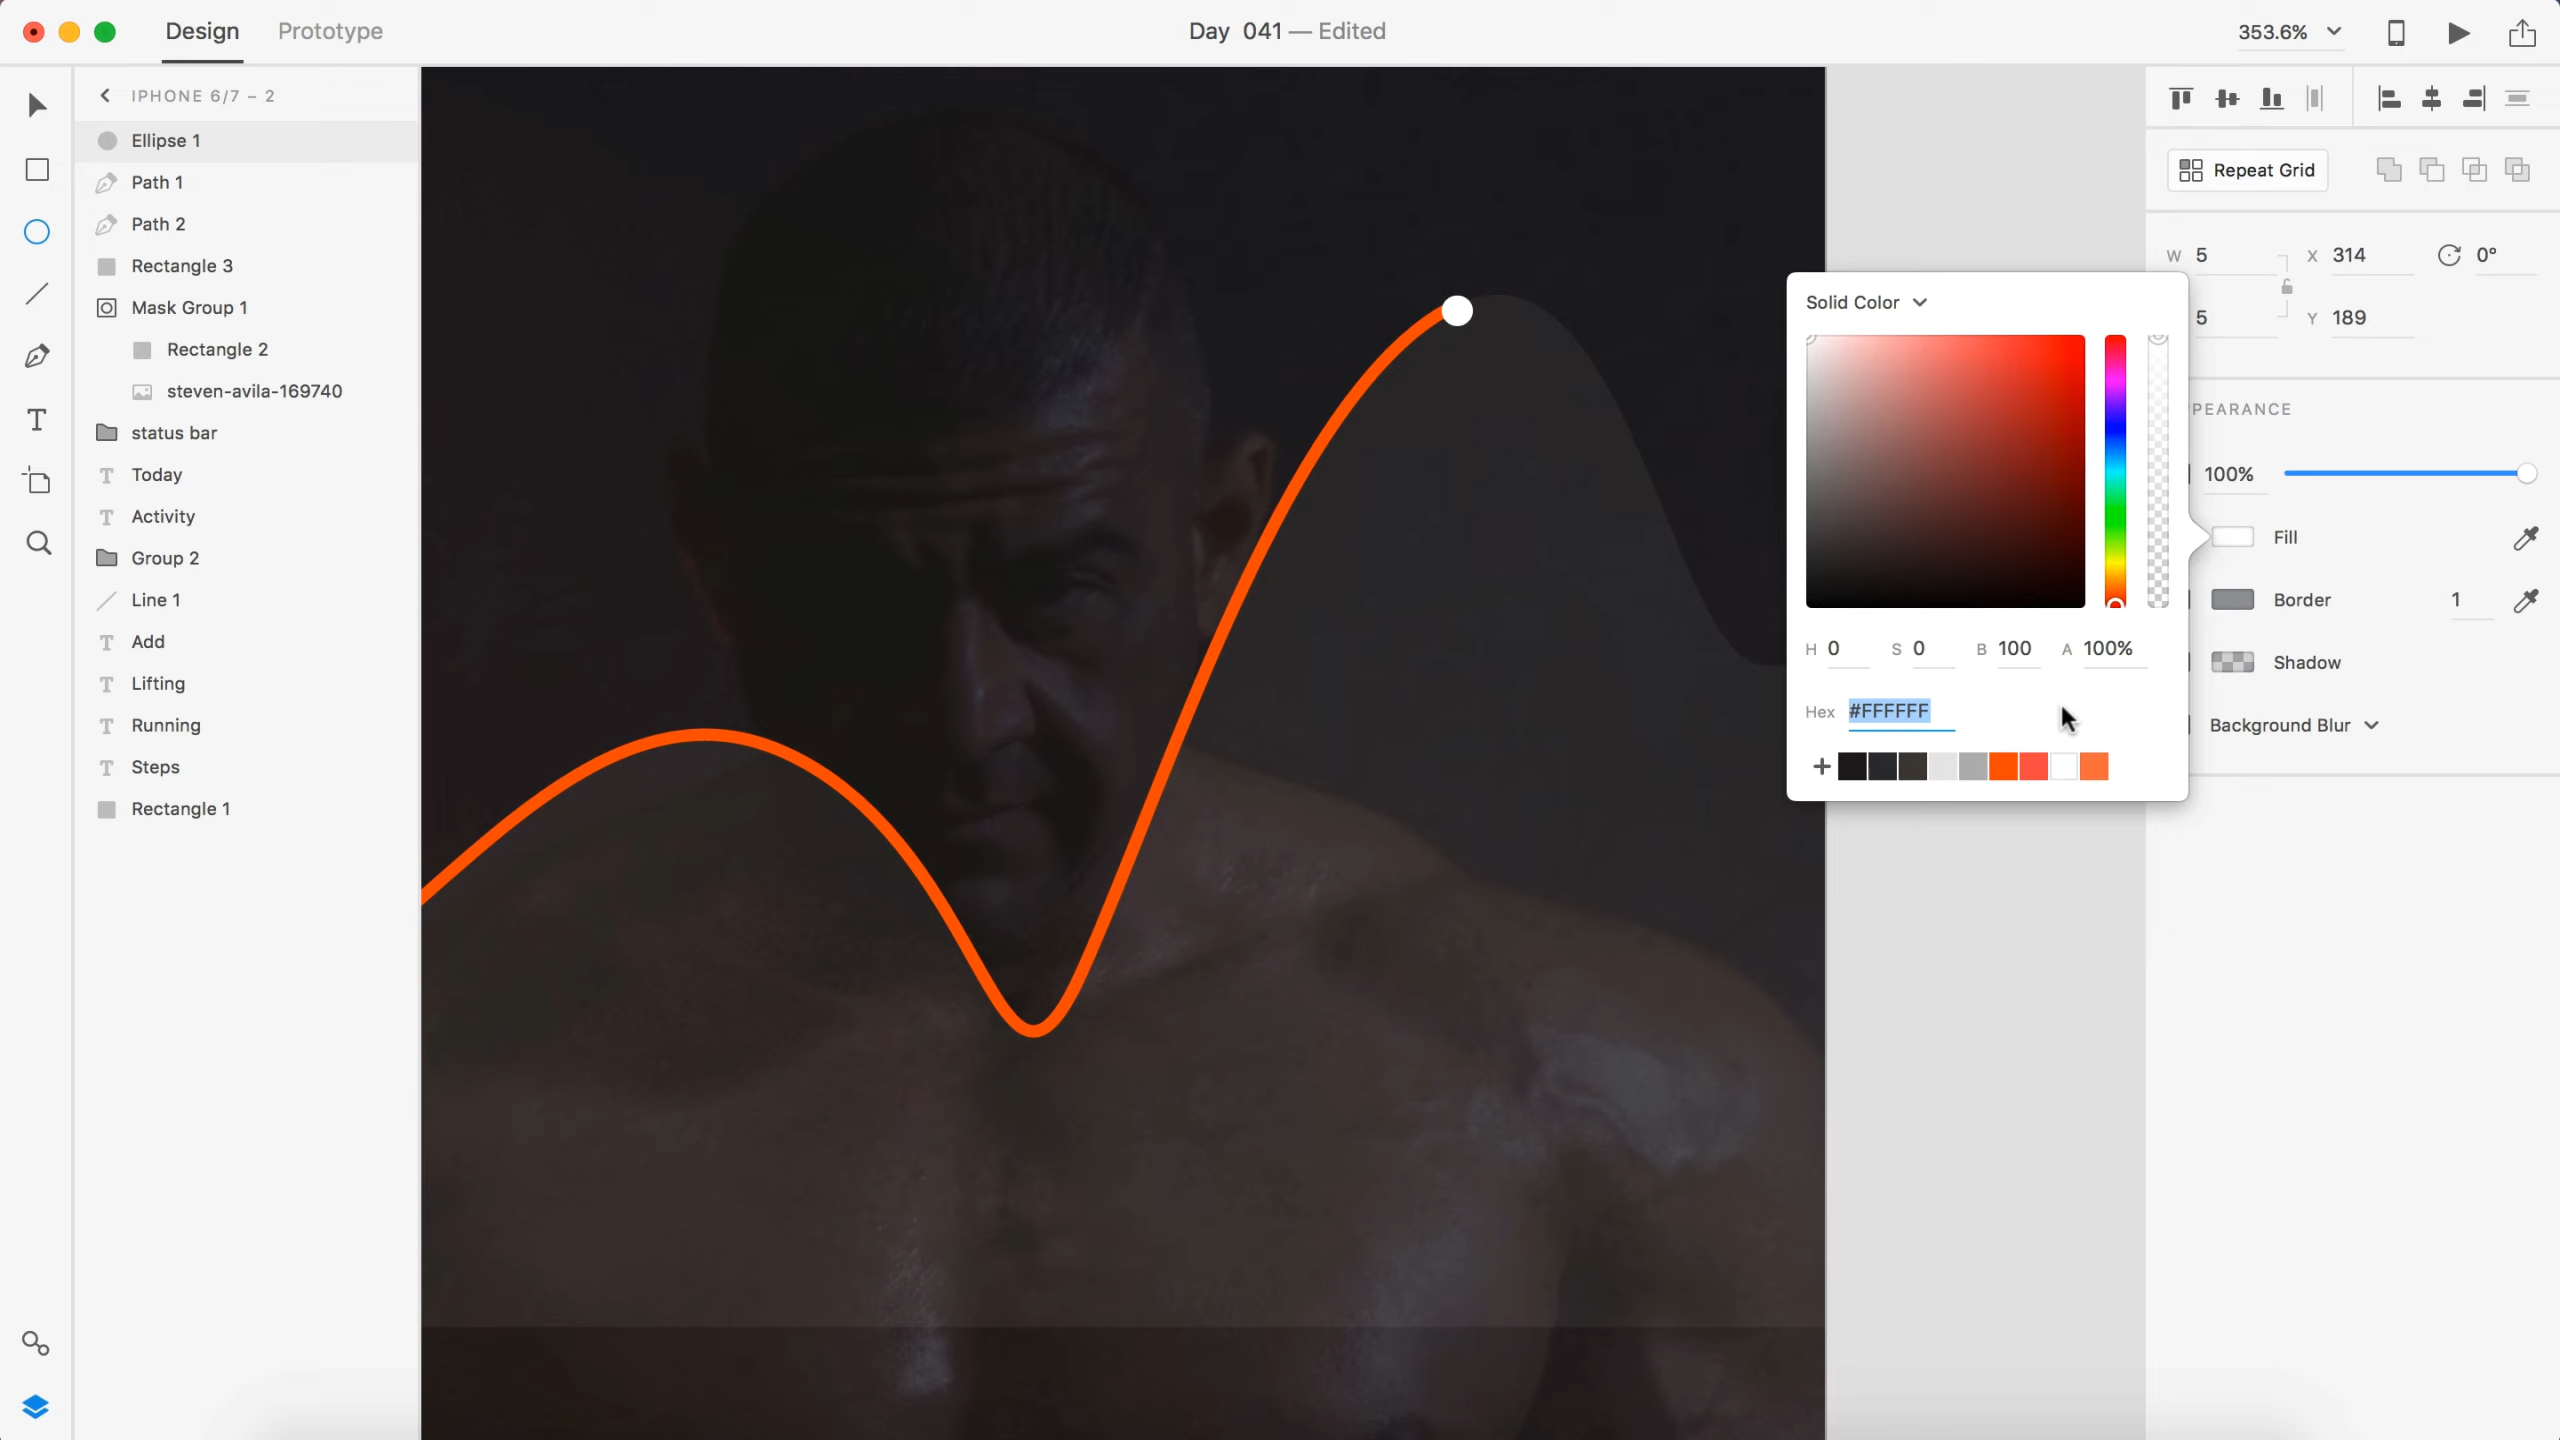 Design Prototype Day 041 — Edited 353.6%
IPHONE 6/7 – 2
Ellipse 1
Path 1
Path 2
Rectangle 3
Mask Group 1
Rectangle 2
steven-avila-169740
status bar
Today
Activity
Group 2
Line 1
Add
Lifting
Running
Steps
Rectangle 1
Repeat Grid
W 5 X 314 0°
5 Y 189
PEARANCE
100%
Fill
Border 1
Shadow
Background Blur
Solid Color
H 0 S 0 B 100 A 100%
Hex #FFFFFF